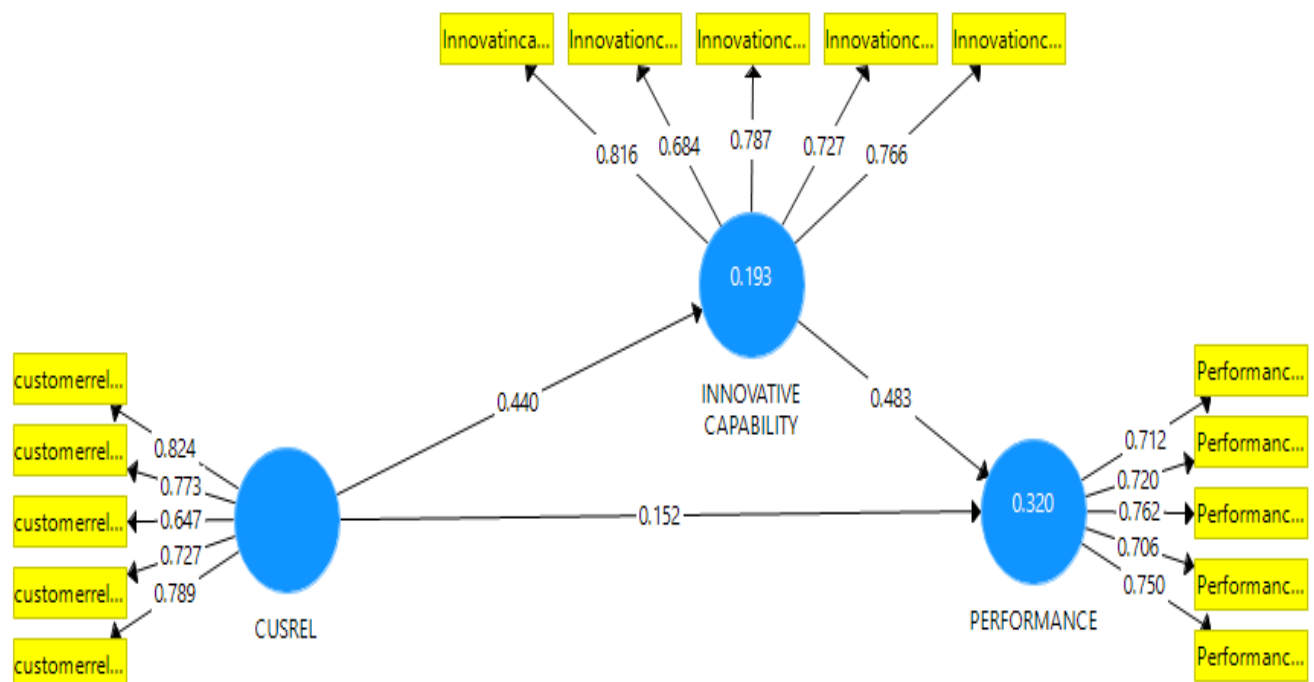 Innovatinca...
Innovationc...
Innovationc...
Innovationc...
Innovationc...
0.816
0.684
0.787
0.727
0.766
0.193
INNOVATIVE
CAPABILITY
0.440
0.483
0.152
customerrel...
customerrel...
customerrel...
customerrel...
customerrel...
0.824
0.773
0.647
0.727
0.789
CUSREL
0.320
PERFORMANCE
0.712
0.720
0.762
0.706
0.750
Performanc...
Performanc...
Performanc...
Performanc...
Performanc...